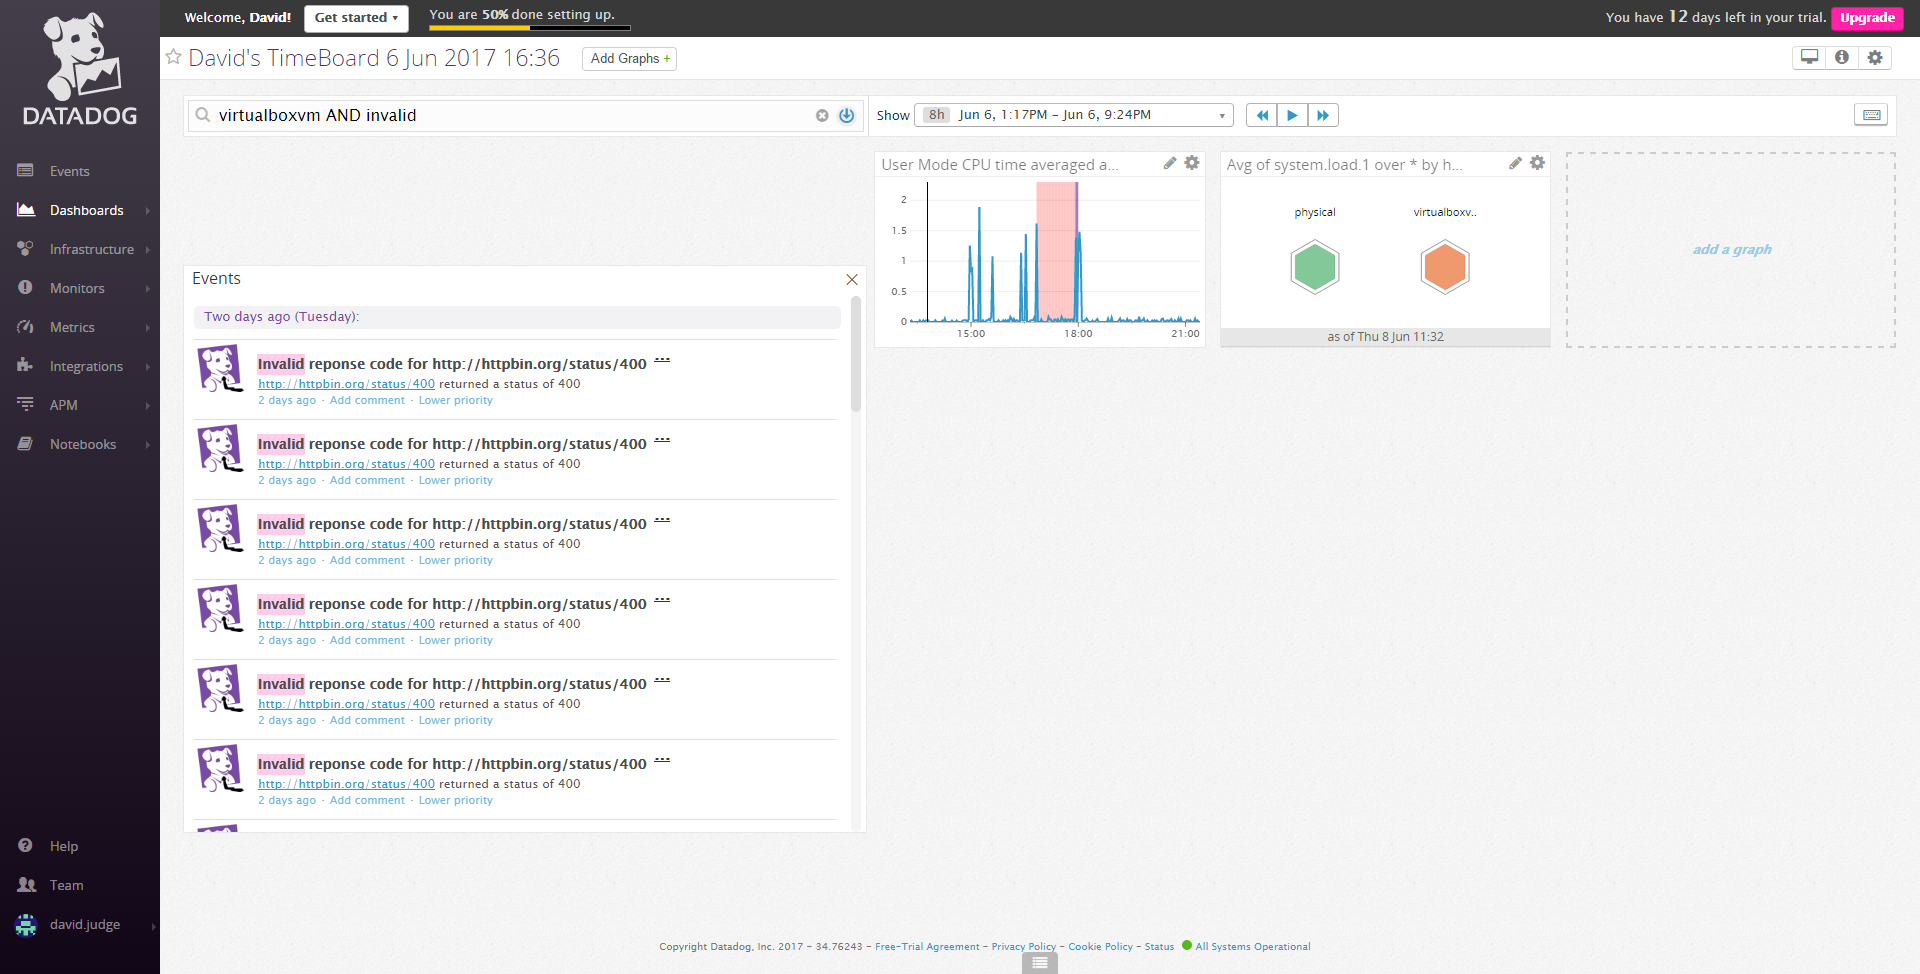 Welcome, David!
Get started
You are 50% done setting up.
You have 12 days left in your trial.
Upgrade
DATADOG
Events
Dashboards
Infrastructure
Monitors
Metrics
Integrations
APM
Notebooks
Help
Team
david.judge
David's TimeBoard 6 Jun 2017 16:36
Add Graphs +
virtualboxvm AND invalid
Show 8h Jun 6, 1:17PM - Jun 6, 9:24PM
Events
Two days ago (Tuesday):
Invalid reponse code for http://httpbin.org/status/400 ...
http://httpbin.org/status/400 returned a status of 400
2 days ago · Add comment · Lower priority
Invalid reponse code for http://httpbin.org/status/400 ...
http://httpbin.org/status/400 returned a status of 400
2 days ago · Add comment · Lower priority
Invalid reponse code for http://httpbin.org/status/400 ...
http://httpbin.org/status/400 returned a status of 400
2 days ago · Add comment · Lower priority
Invalid reponse code for http://httpbin.org/status/400 ...
http://httpbin.org/status/400 returned a status of 400
2 days ago · Add comment · Lower priority
Invalid reponse code for http://httpbin.org/status/400 ...
http://httpbin.org/status/400 returned a status of 400
2 days ago · Add comment · Lower priority
Invalid reponse code for http://httpbin.org/status/400 ...
http://httpbin.org/status/400 returned a status of 400
2 days ago · Add comment · Lower priority
User Mode CPU time averaged a...
2
1.5
1
0.5
0
15:00 18:00 21:00
Avg of system.load.1 over * by h...
physical virtualboxv..
as of Thu 8 Jun 11:32
add a graph
Copyright Datadog, Inc. 2017 - 34.76243 - Free-Trial Agreement - Privacy Policy - Cookie Policy - Status All Systems Operational